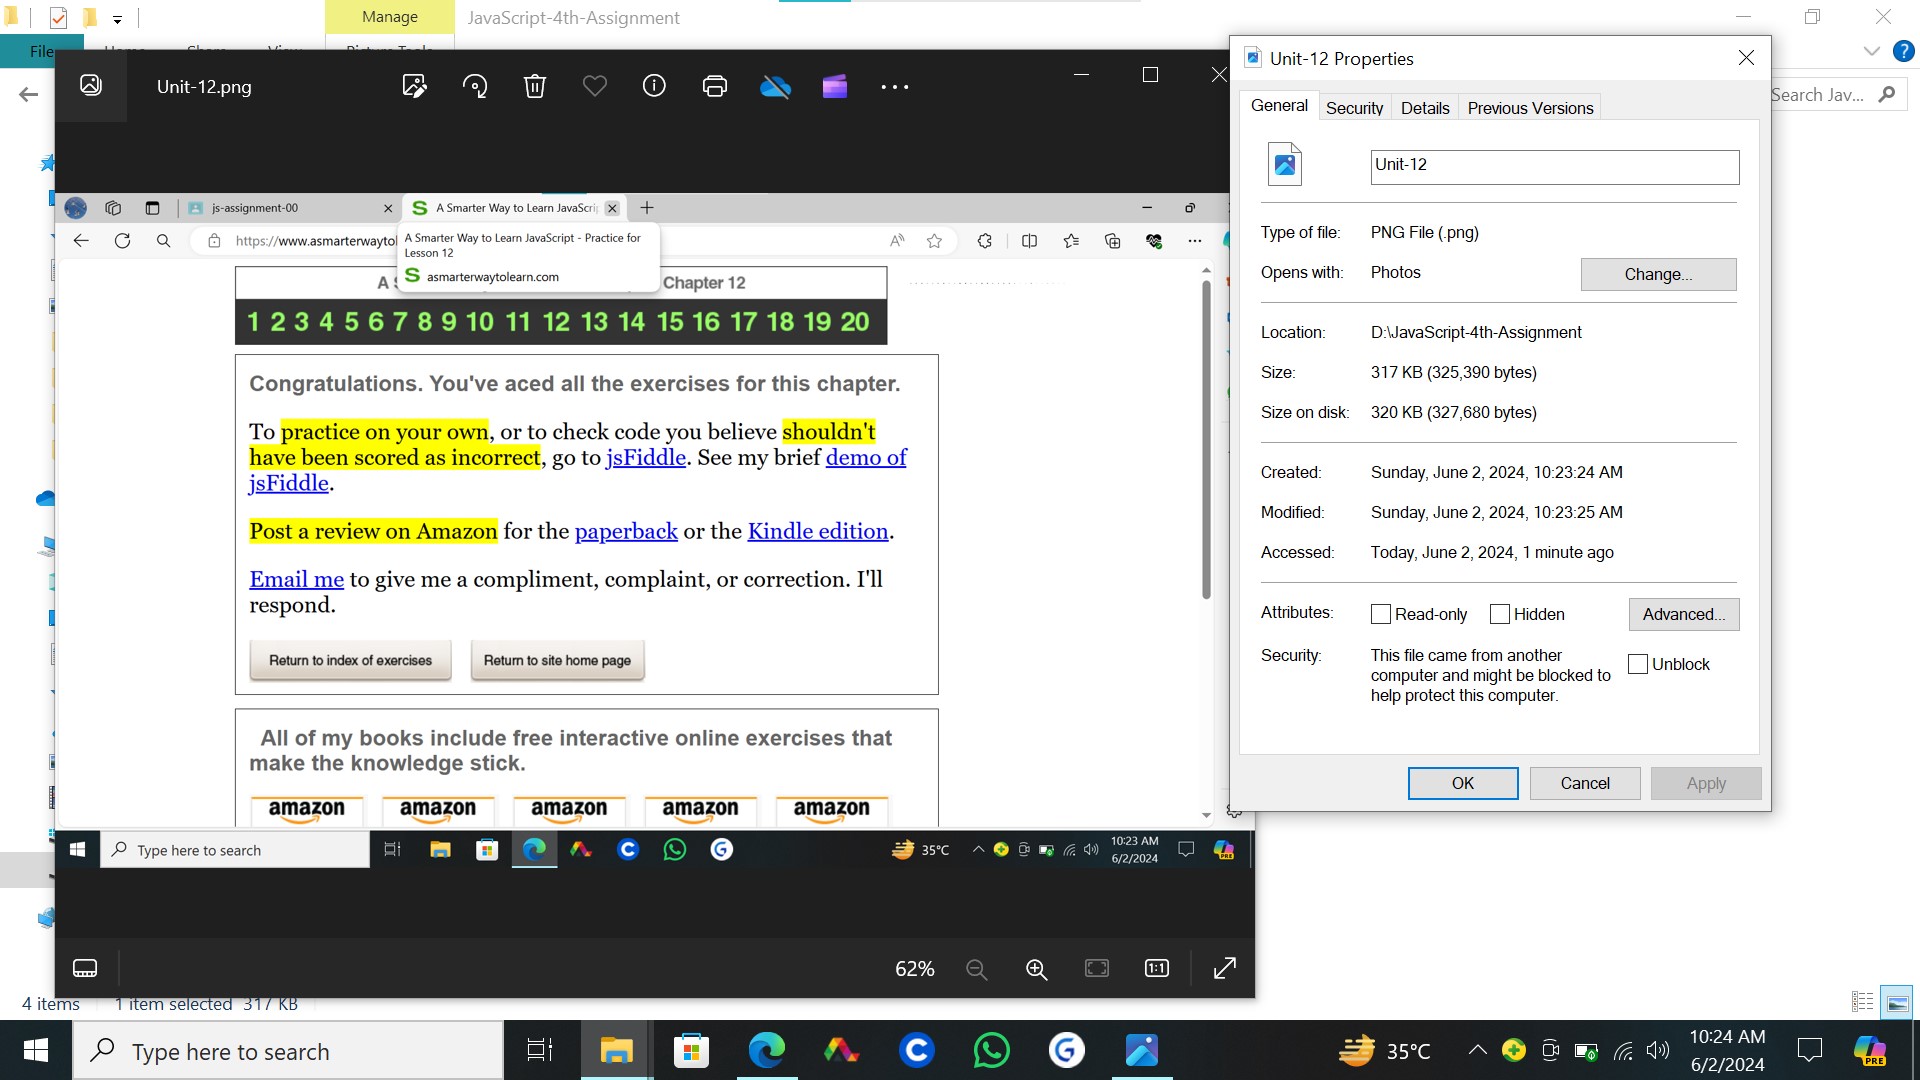 Manage
JavaScript-4th-Assignment
File
Unit-12.png
js-assignment-00
A Smarter Way to Learn JavaScrip
https://www.asmarterwaytol
A Smarter Way to Learn JavaScript - Practice for
Lesson 12
asmarterwaytolearn.com
Chapter 12
1 2 3 4 5 6 7 8 9 10 11 12 13 14 15 16 17 18 19 20
Congratulations. You've aced all the exercises for this chapter.
To practice on your own, or to check code you believe shouldn't
have been scored as incorrect, go to jsFiddle. See my brief demo of
jsFiddle.
Post a review on Amazon for the paperback or the Kindle edition.
Email me to give me a compliment, complaint, or correction. I'll
respond.
Return to index of exercises
Return to site home page
All of my books include free interactive online exercises that
make the knowledge stick.
amazon amazon amazon amazon amazon
Type here to search
35°C
10:23 AM
6/2/2024
62%
1:1
Unit-12 Properties
Search Jav...
General
Security
Details
Previous Versions
Unit-12
Type of file: PNG File (.png)
Opens with: Photos
Change...
Location: D:\JavaScript-4th-Assignment
Size: 317 KB (325,390 bytes)
Size on disk: 320 KB (327,680 bytes)
Created: Sunday, June 2, 2024, 10:23:24 AM
Modified: Sunday, June 2, 2024, 10:23:25 AM
Accessed: Today, June 2, 2024, 1 minute ago
Attributes: Read-only Hidden
Advanced...
Security: This file came from another
computer and might be blocked to
help protect this computer.
Unblock
OK
Cancel
Apply
4 items
1 item selected 317 KB
Type here to search
35°C
10:24 AM
6/2/2024
PRE